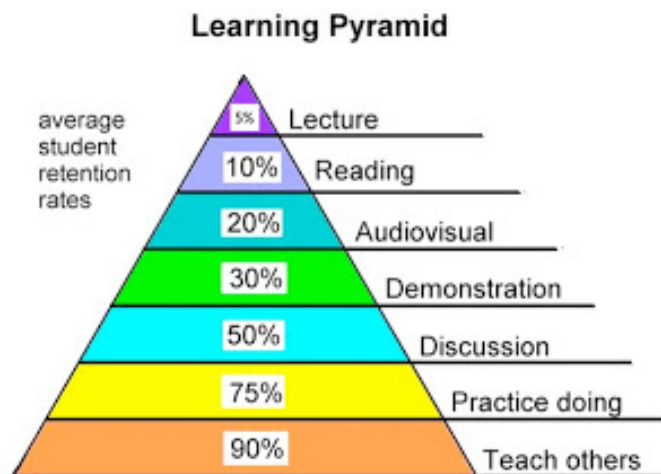 Learning Pyramid
average
student
retention
rates
5% Lecture
10% Reading
20% Audiovisual
30% Demonstration
50% Discussion
75% Practice doing
90% Teach others